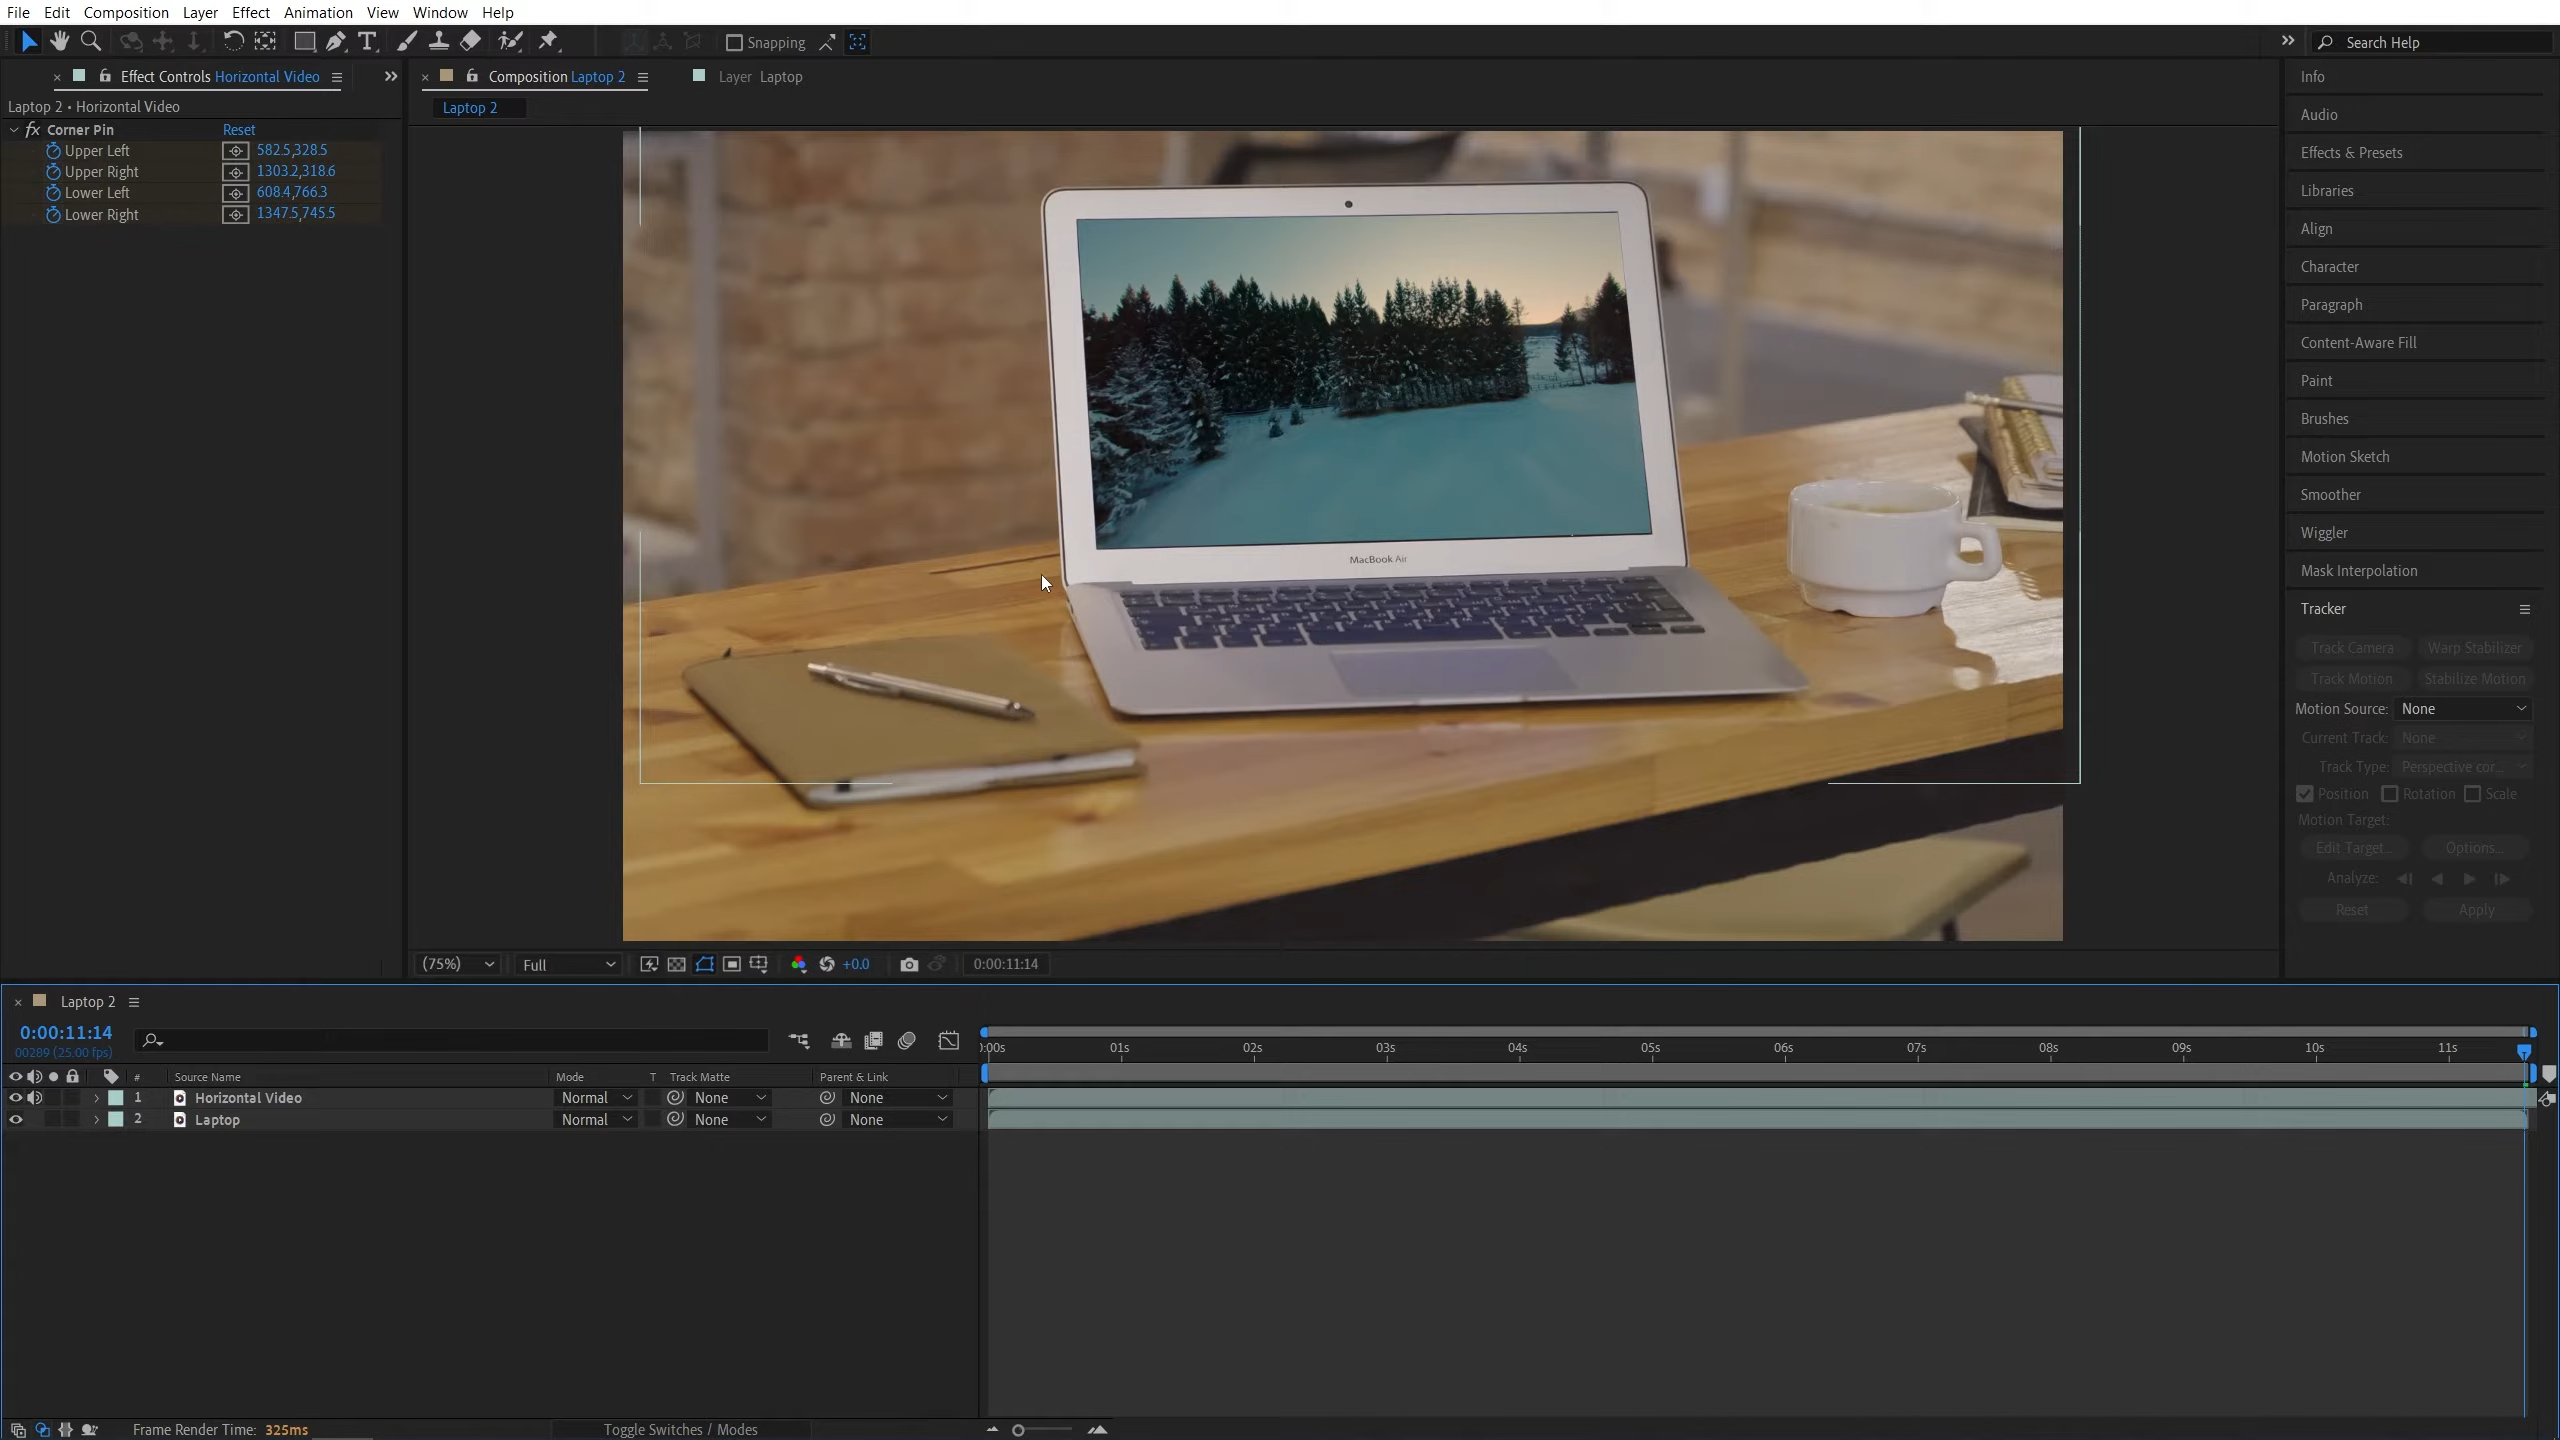 File Edit Composition Layer Effect Animation View Window Help
Snapping
Search Help
Effect Controls Horizontal Video
Composition Laptop 2
Layer Laptop
Laptop 2 • Horizontal Video
Laptop 2
fx Corner Pin Reset
Upper Left 582.5,328.5
Upper Right 1303.2,318.6
Lower Left 608.4,766.3
Lower Right 1347.5,745.5
MacBook Air
Info
Audio
Effects & Presets
Libraries
Align
Character
Paragraph
Content-Aware Fill
Paint
Brushes
Motion Sketch
Smoother
Wiggler
Mask Interpolation
Tracker
Track Camera Warp Stabilizer
Track Motion Stabilize Motion
Motion Source: None
Current Track: None
Track Type: Perspective cor...
Position Rotation Scale
Motion Target:
Edit Target... Options...
Analyze:
Reset Apply
(75%) Full +0.0 0:00:11:14
Laptop 2
0:00:11:14
00289 (25.00 fps)
0:00s 01s 02s 03s 04s 05s 06s 07s 08s 09s 10s 11s
# Source Name Mode T Track Matte Parent & Link
1 Horizontal Video Normal None None
2 Laptop Normal None None
Frame Render Time: 325ms
Toggle Switches / Modes